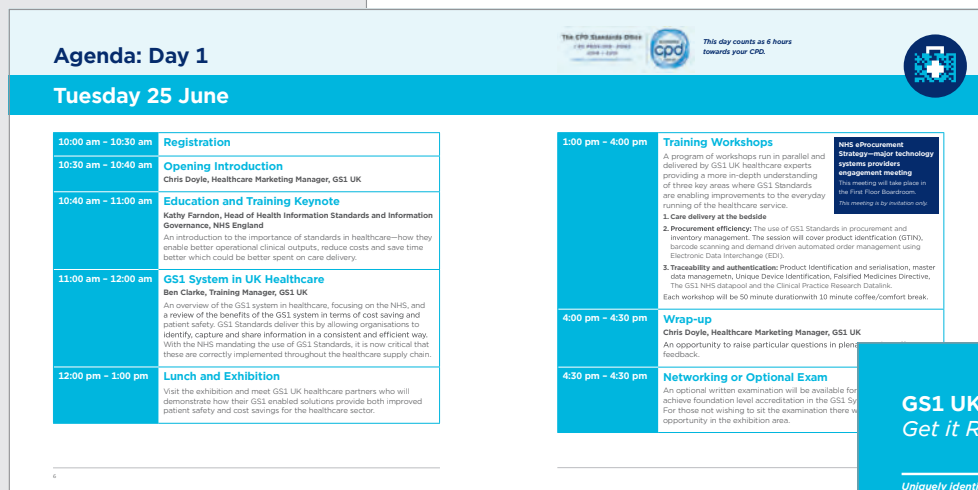 Agenda: Day 1
The CPD Standards Office
cpd
This day counts as 6 hours
towards your CPD.
Tuesday 25 June
10:00 am – 10:30 am
Registration
10:30 am – 10:40 am
Opening Introduction
Chris Doyle, Healthcare Marketing Manager, GS1 UK
10:40 am – 11:00 am
Education and Training Keynote
Kathy Farndon, Head of Health Information Standards and Information
Governance, NHS England
An introduction to the importance of standards in healthcare—how they
enable better operational clinical outputs, reduce costs and save time
better which could be better spent on care delivery.
11:00 am – 12:00 am
GS1 System in UK Healthcare
Ben Clarke, Training Manager, GS1 UK
An overview of the GS1 system in healthcare, focusing on the NHS, and
a review of the benefits of the GS1 system in terms of cost saving and
patient safety. GS1 Standards deliver this by allowing organisations to
identify, capture and share information in a consistent and efficient way.
With the NHS mandating the use of GS1 Standards, it is now critical that
these are correctly implemented throughout the healthcare supply chain.
12:00 pm – 1:00 pm
Lunch and Exhibition
Visit the exhibition and meet GS1 UK healthcare partners who will
demonstrate how their GS1 enabled solutions provide both improved
patient safety and cost savings for the healthcare sector.
6
1:00 pm – 4:00 pm
Training Workshops
A program of workshops run in parallel and
delivered by GS1 UK healthcare experts
providing a more in-depth understanding
of three key areas where GS1 Standards
are enabling improvements to the everyday
running of the healthcare service.
NHS eProcurement
Strategy—major technology
systems providers
engagement meeting
This meeting will take place in
the First Floor Boardroom.
This meeting is by invitation only.
1. Care delivery at the bedside
2. Procurement efficiency: The use of GS1 Standards in procurement and
inventory management. The session will cover product identfication (GTIN),
barcode scanning and demand driven automated order management using
Electronic Data Interchange (EDI).
3. Traceability and authentication: Product Identification and serialisation, master
data managemetn, Unique Device Identification, Falsified Medicines Directive,
The GS1 NHS datapool and the Clinical Practice Research Datalink.
Each workshop will be 50 minute durationwith 10 minute coffee/comfort break.
4:00 pm – 4:30 pm
Wrap-up
Chris Doyle, Healthcare Marketing Manager, GS1 UK
An opportunity to raise particular questions in
feedback.
4:30 pm – 4:30 pm
Networking or Optional Exam
An optional written examination will be available for
achieve foundation level accreditation in the GS1
For those not wishing to sit the examination there
opportunity in the exhibition area.
GS1 UK
Get it
Uniquely